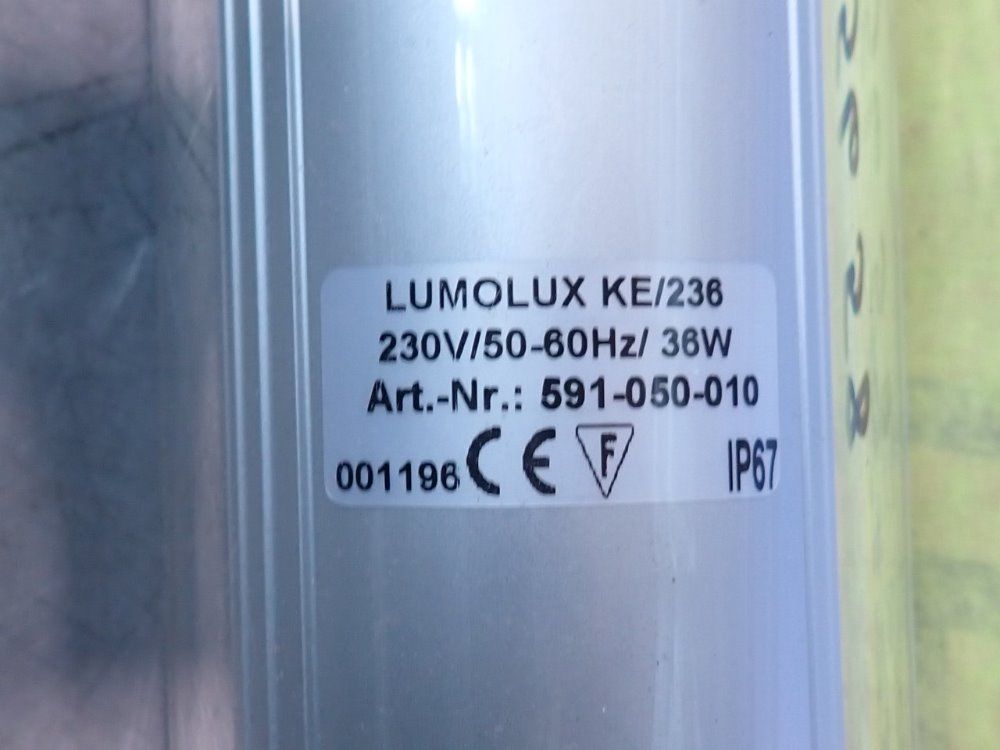 LUMOLUX KE/236
230V/50-60Hz/ 36W
Art.-Nr.: 591-050-010
001196 CE F IP67